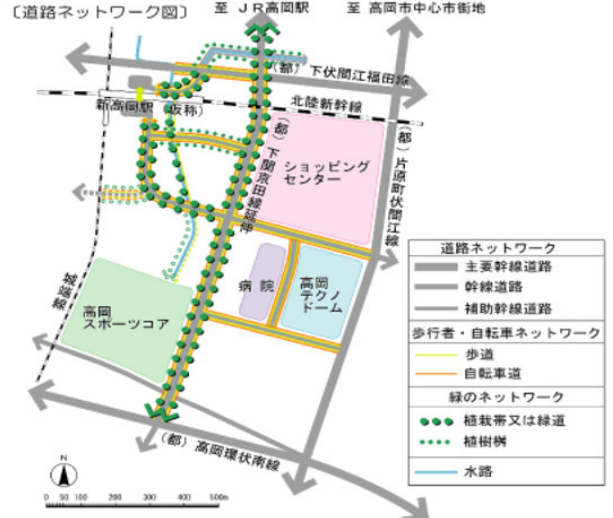 〔道路ネットワーク図〕
至 ＪＲ高岡駅
至 高岡市中心市街地
（都）下伏間江福田線
新高岡駅（仮称）
北陸新幹線
（都）下関京田線延伸
（都）片原町伏間江線
ショッピング
センター
城端線
病院
高岡
テクノ
ドーム
高岡
スポーツコア
（都）高岡環状南線
道路ネットワーク
主要幹線道路
幹線道路
補助幹線道路
歩行者・自転車ネットワーク
歩道
自転車道
緑のネットワーク
植栽帯又は緑道
植樹桝
水路
N
0 50 100 200 300 400 500m